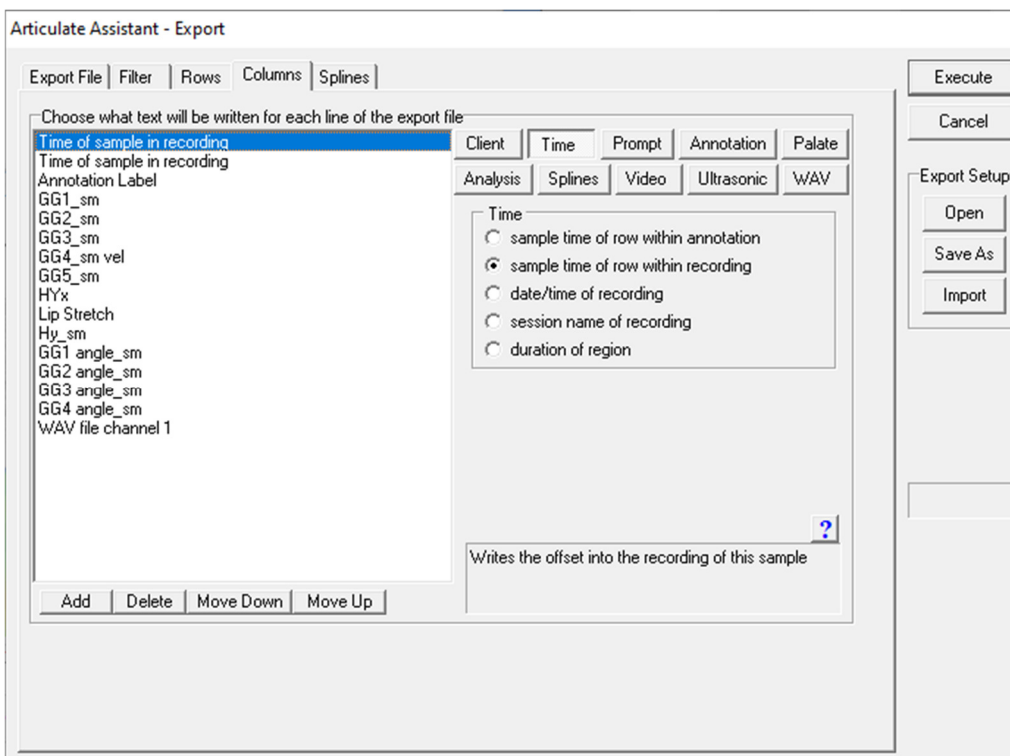 Articulate Assistant - Export
Export File Filter Rows Columns Splines
Execute
Cancel
Choose what text will be written for each line of the export file
Time of sample in recording
Time of sample in recording
Annotation Label
GG1_sm
GG2_sm
GG3_sm
GG4_sm vel
GG5_sm
HYx
Lip Stretch
Hy_sm
GG1 angle_sm
GG2 angle_sm
GG3 angle_sm
GG4 angle_sm
WAV file channel 1
Add Delete Move Down Move Up
Client Time Prompt Annotation Palate
Analysis Splines Video Ultrasonic WAV
Time
sample time of row within annotation
sample time of row within recording
date/time of recording
session name of recording
duration of region
?
Writes the offset into the recording of this sample
Export Setup
Open
Save As
Import